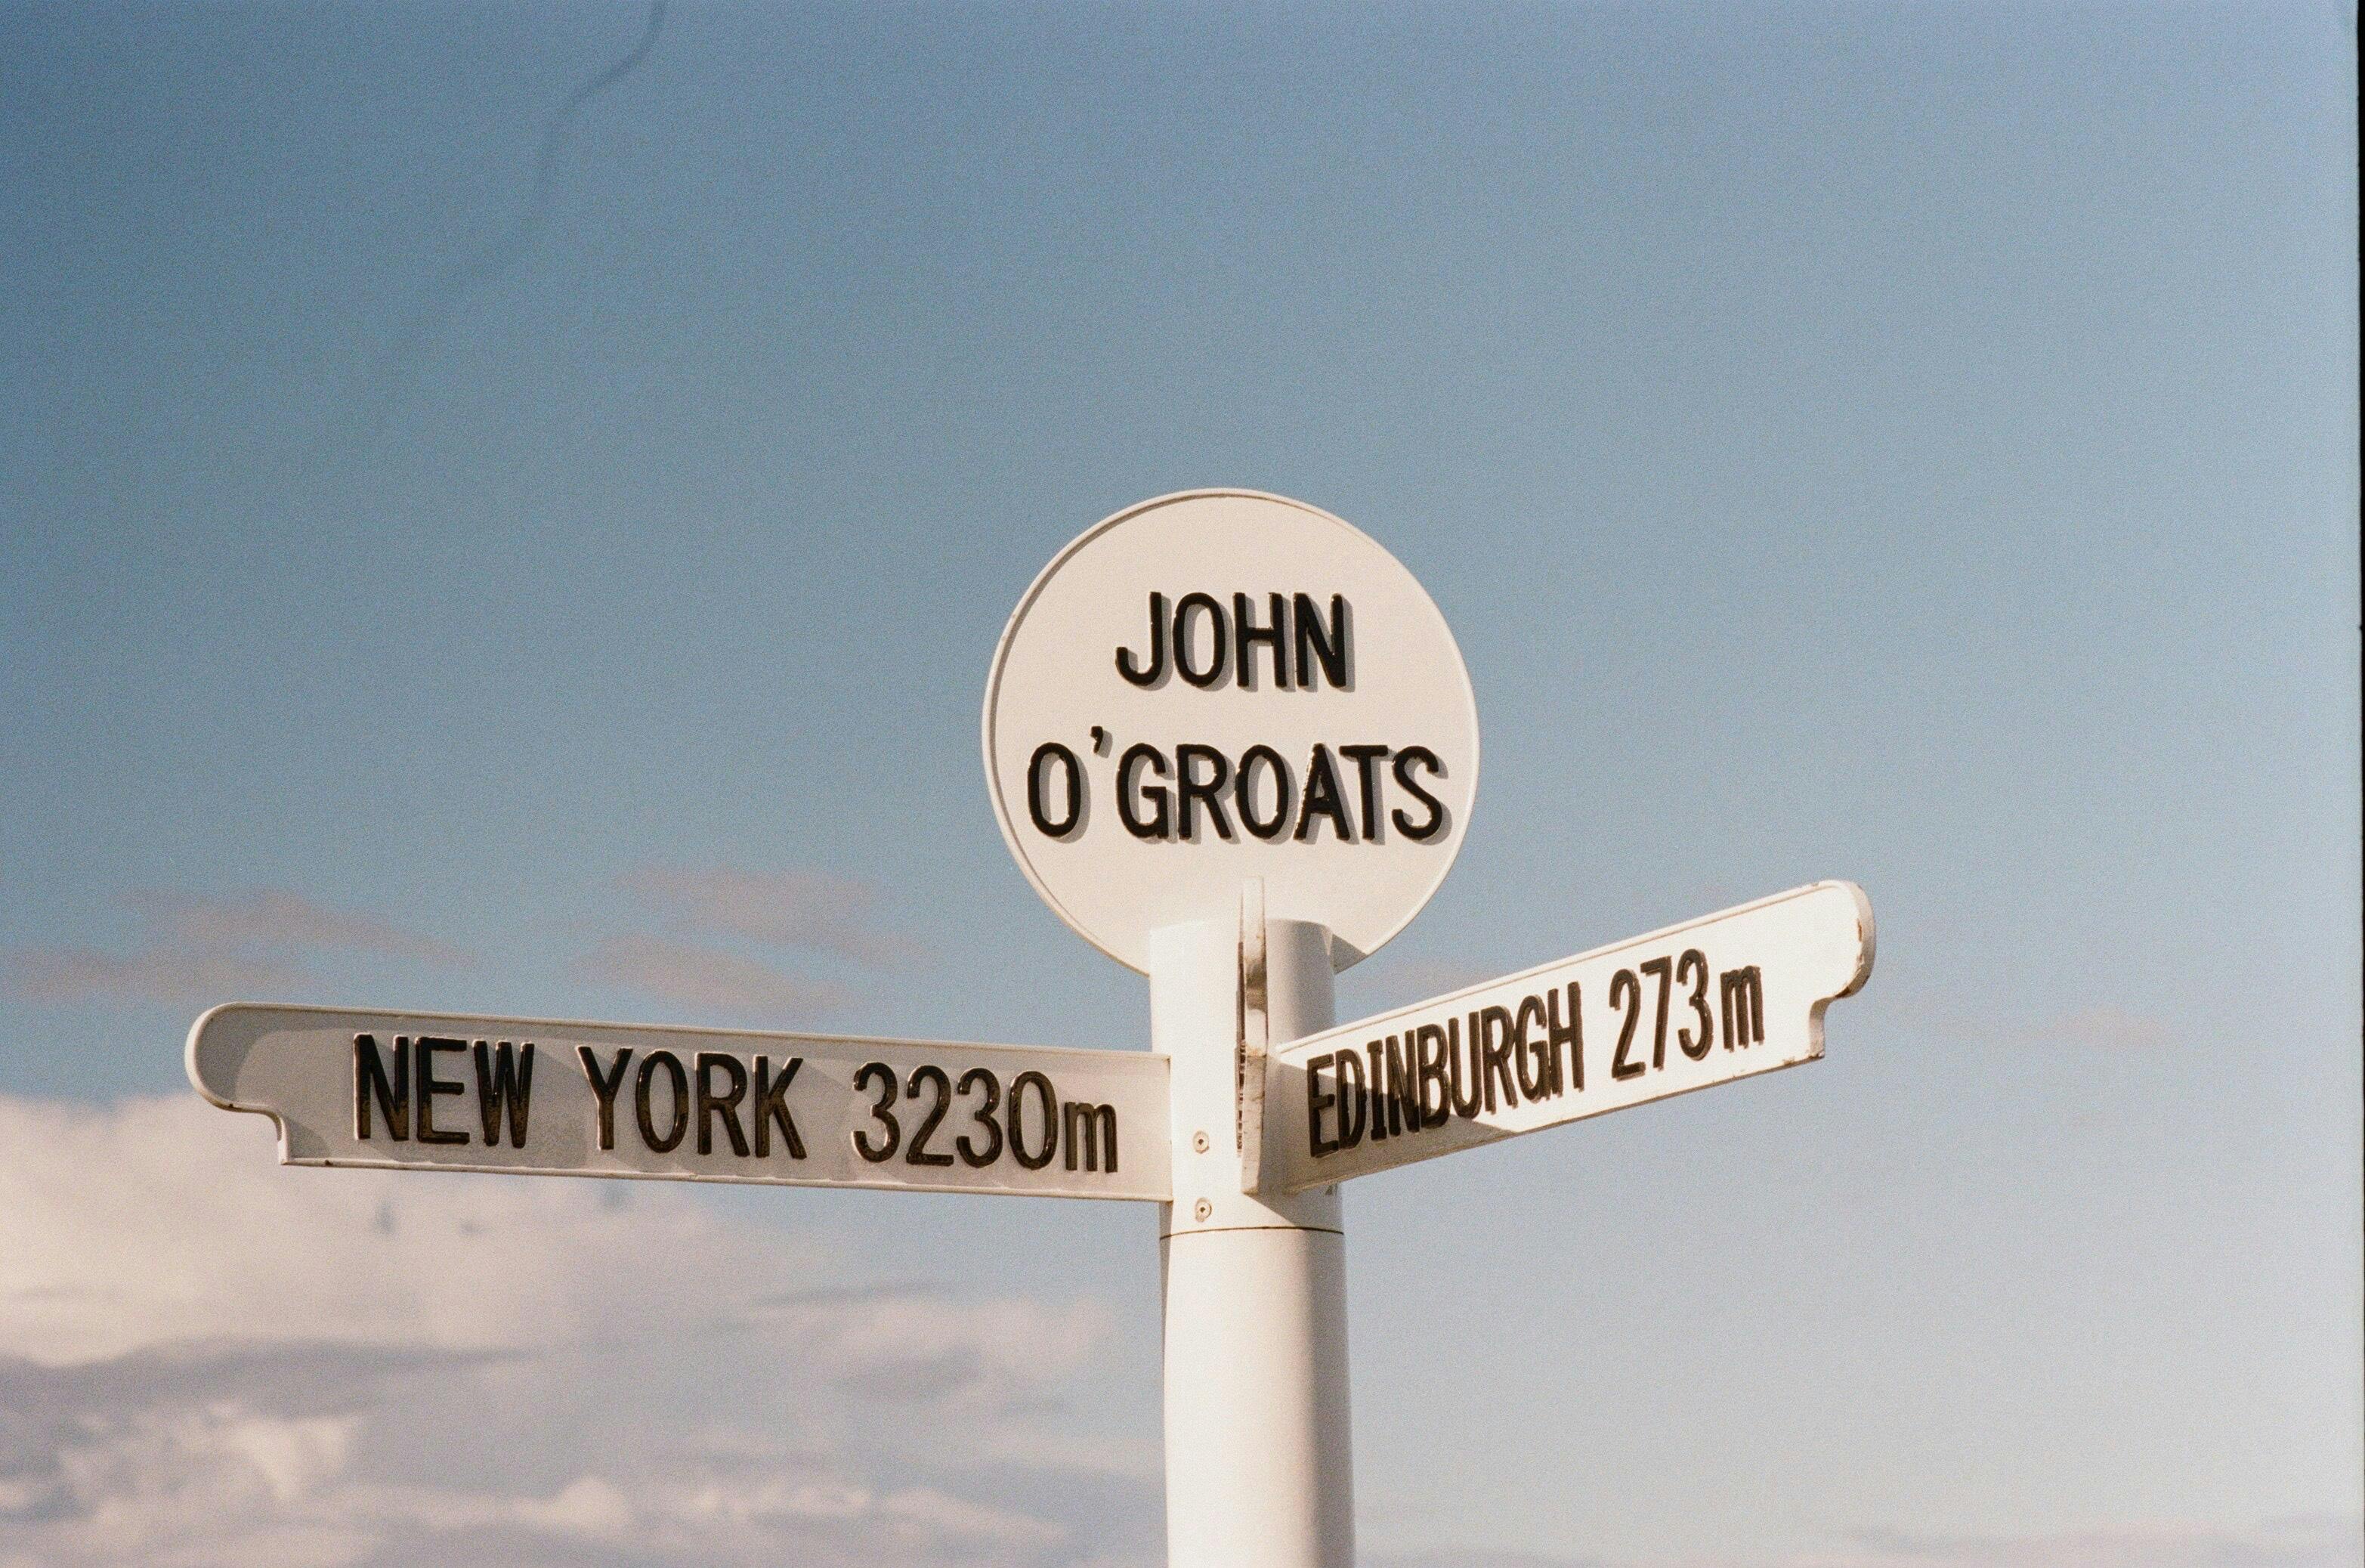 JOHN
O'GROATS
NEW YORK 3230m
EDINBURGH 273m